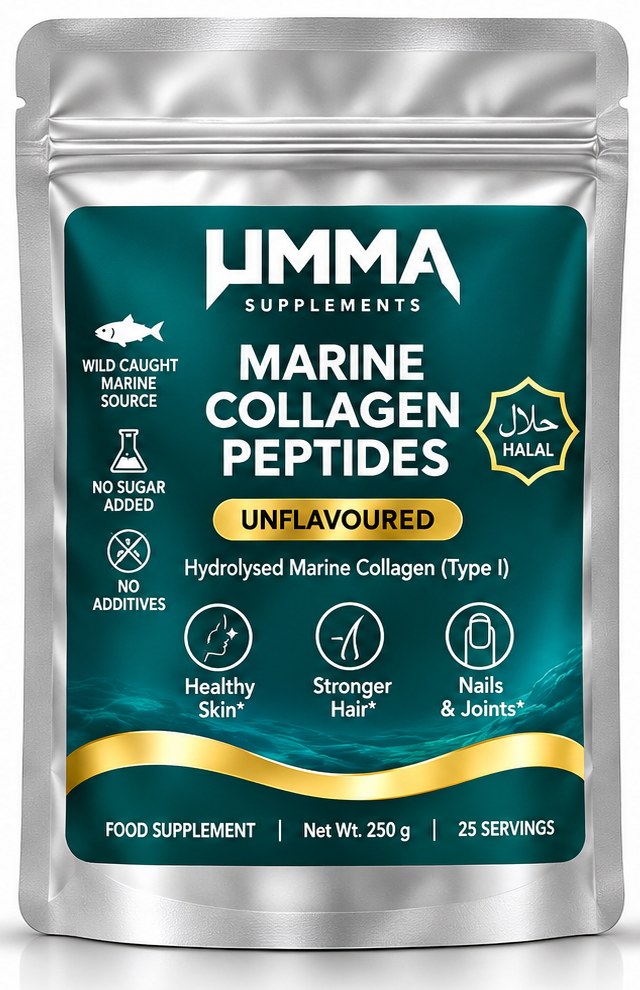 UMMA
SUPPLEMENTS
MARINE
COLLAGEN
PEPTIDES
UNFLAVOURED
Hydrolysed Marine Collagen (Type I)
WILD CAUGHT
MARINE
SOURCE
NO SUGAR
ADDED
NO
ADDITIVES
حلال
HALAL
Healthy
Skin*
Stronger
Hair*
Nails
& Joints*
FOOD SUPPLEMENT | Net Wt. 250 g | 25 SERVINGS